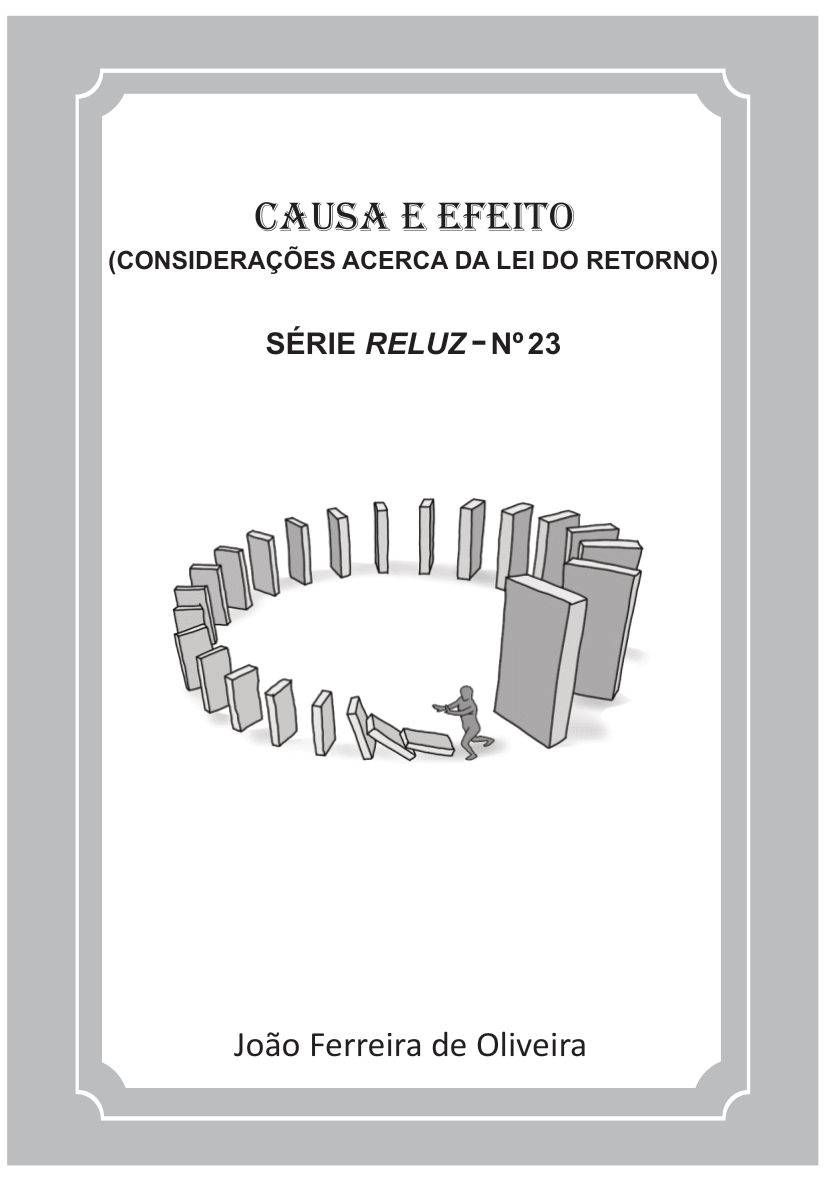 CAUSA E EFEITO
(CONSIDERAÇÕES ACERCA DA LEI DO RETORNO)
SÉRIE RELUZ – Nº 23
João Ferreira de Oliveira